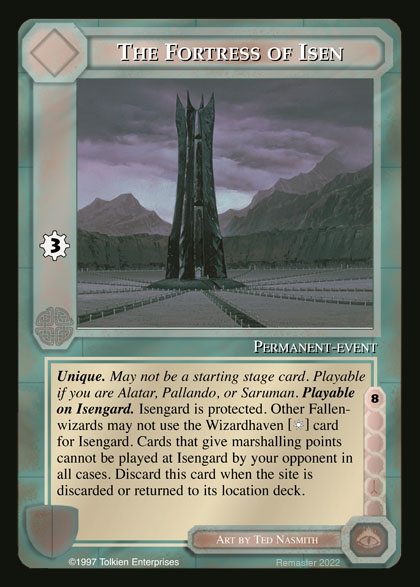 THE FORTRESS OF ISEN
3
PERMANENT-EVENT
Unique. May not be a starting stage card. Playable
if you are Alatar, Pallando, or Saruman. Playable
on Isengard. Isengard is protected. Other Fallen-
wizards may not use the Wizardhaven [☼] card
for Isengard. Cards that give marshalling points
cannot be played at Isengard by your opponent in
all cases. Discard this card when the site is
discarded or returned to its location deck.
8
ART BY TED NASMITH
©1997 Tolkien Enterprises
Remaster 2022